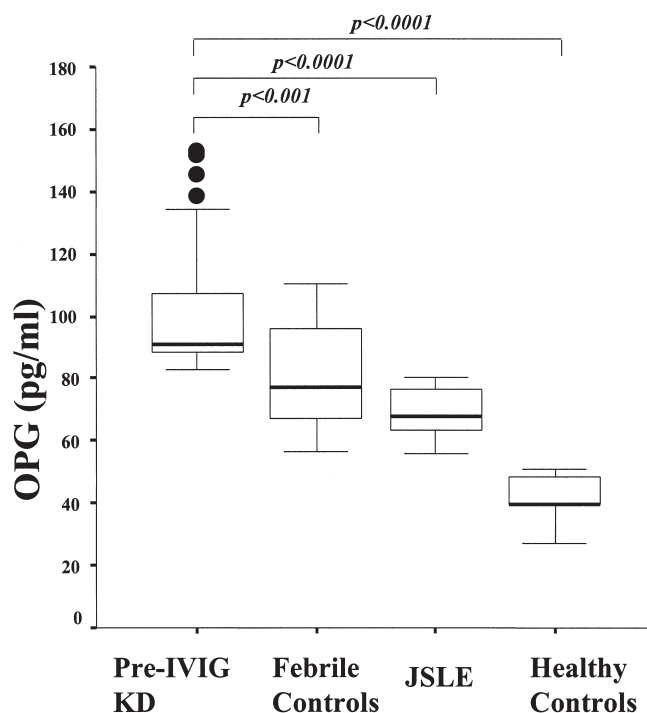 p<0.0001
p<0.0001
p<0.001
180
160
140
120
100
80
60
40
20
0
OPG (pg/ml)
Pre-IVIG KD
Febrile Controls
JSLE
Healthy Controls